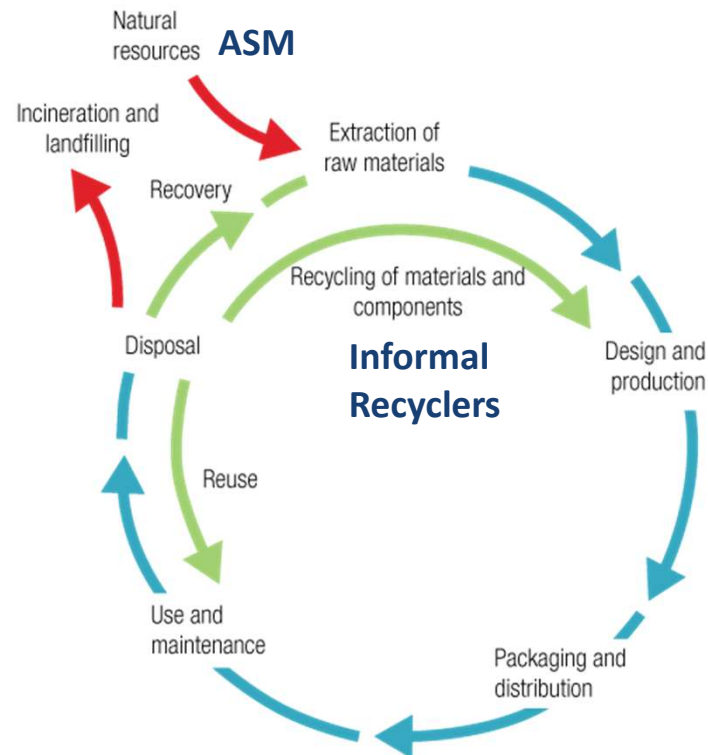 Natural
resources
ASM
Incineration and
landfilling
Extraction of
raw materials
Recovery
Recycling of materials and
components
Disposal
Informal
Recyclers
Design and
production
Reuse
Use and
maintenance
Packaging and
distribution